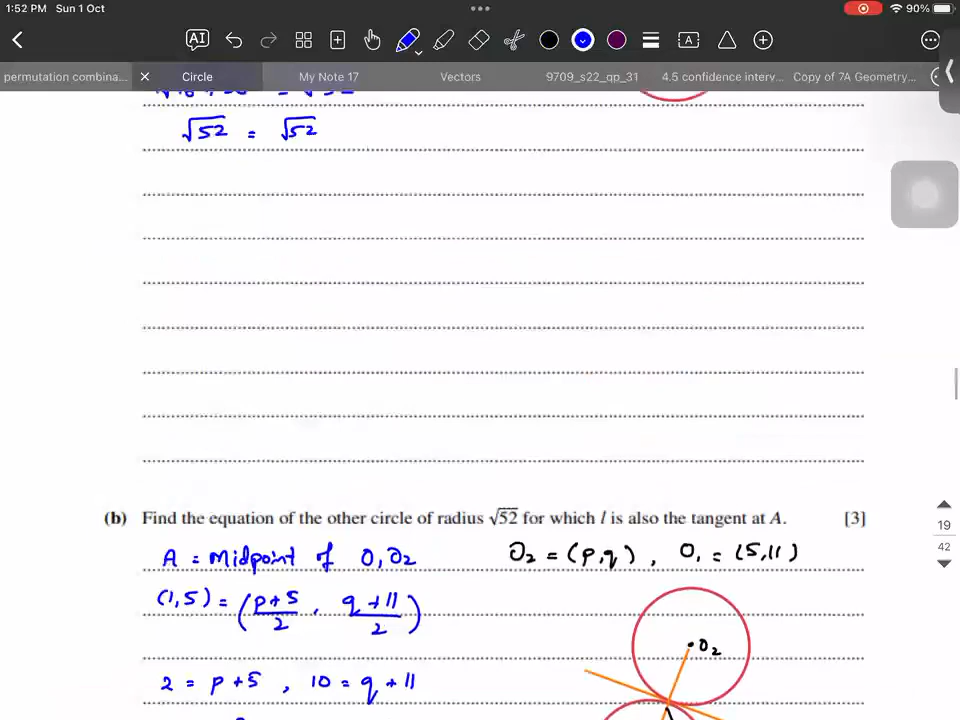 1:52 PM Sun 1 Oct
90%
AI
A
permutation combina...
Circle
My Note 17
Vectors
9709_s22_qp_31
4.5 confidence interv...
Copy of 7A Geometry...
√52 = √52
(b) Find the equation of the other circle of radius √52 for which l is also the tangent at A. [3]
A = Midpoint of O₁O₂ O₂ = (p,q), O₁ = (5,11)
(1,5) = (p+5/2, q+11/2)
O₂
2 = p+5, 10 = q+11
19
42